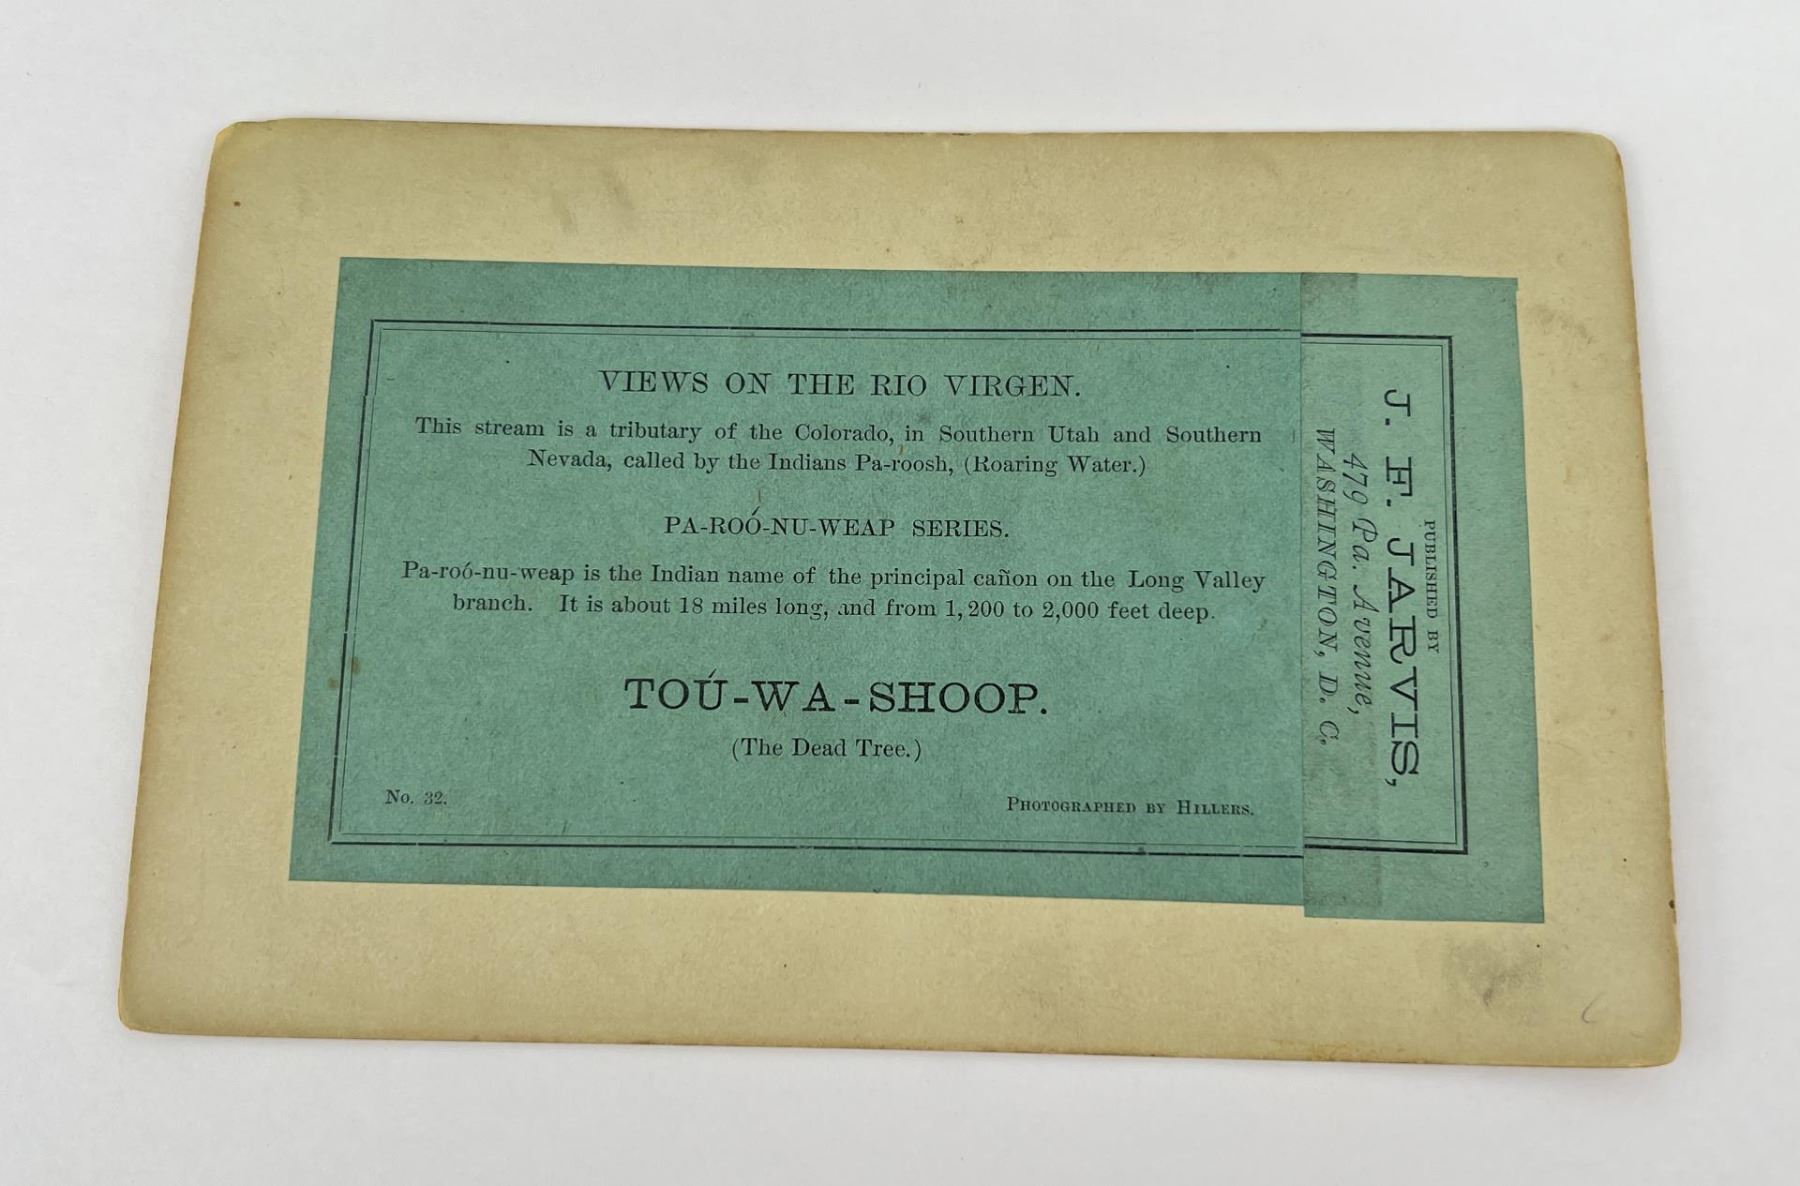 VIEWS ON THE RIO VIRGEN.
This stream is a tributary of the Colorado, in Southern Utah and Southern
Nevada, called by the Indians Pa-roosh, (Roaring Water.)
PA-ROÓ-NU-WEAP SERIES.
Pa-roó-nu-weap is the Indian name of the principal cañon on the Long Valley
branch. It is about 18 miles long, and from 1,200 to 2,000 feet deep.
TOÚ-WA-SHOOP.
(The Dead Tree.)
No. 32.
PHOTOGRAPHED BY HILLERS.
PUBLISHED BY
J. F. JARVIS,
479 Pa. Avenue,
WASHINGTON, D. C.